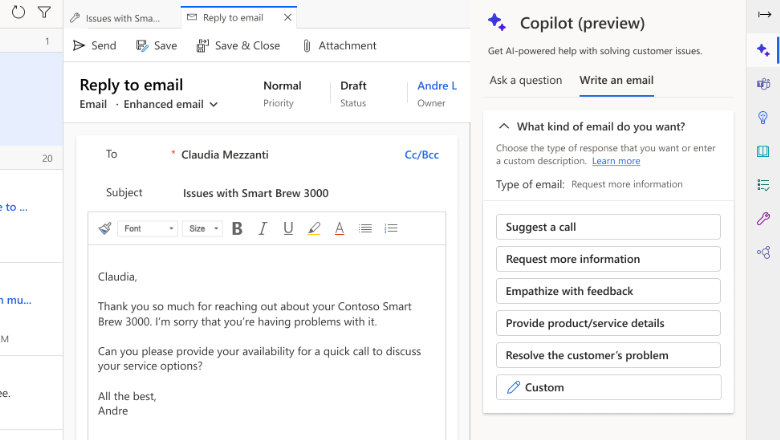 1
20
e to ...
n mu...
M
ee.
Issues with Sma...
Reply to email
Send
Save
Save & Close
Attachment
Reply to email
Email · Enhanced email
Normal
Priority
Draft
Status
Andre L
Owner
To
* Claudia Mezzanti
Cc/Bcc
Subject
Issues with Smart Brew 3000
Font
Size
B
I
U
A
Claudia,
Thank you so much for reaching out about your Contoso Smart
Brew 3000. I'm sorry that you're having problems with it.
Can you please provide your availability for a quick call to discuss
your service options?
All the best,
Andre
Copilot (preview)
Get AI-powered help with solving customer issues.
Ask a question
Write an email
What kind of email do you want?
Choose the type of response that you want or enter
a custom description. Learn more
Type of email: Request more information
Suggest a call
Request more information
Empathize with feedback
Provide product/service details
Resolve the customer's problem
Custom